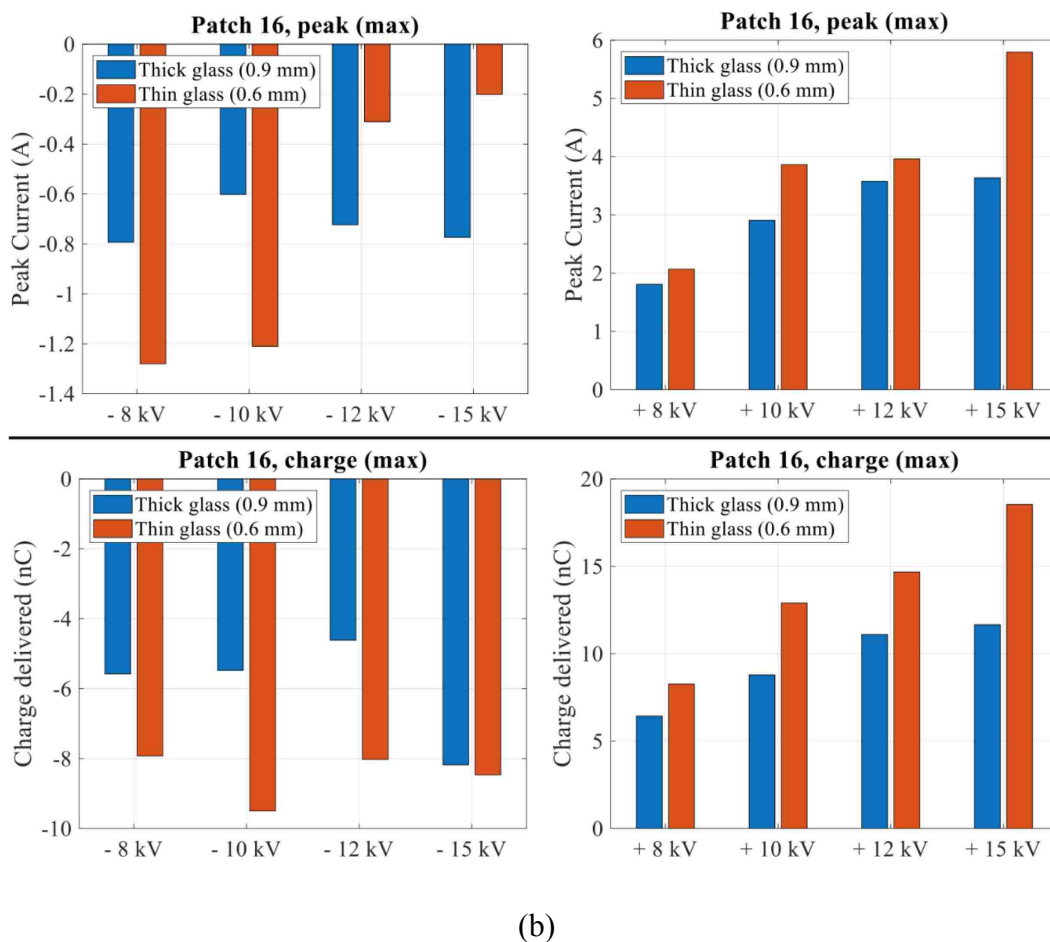 Patch 16, peak (max)
Peak Current (A)
0
-0.2
-0.4
-0.6
-0.8
-1
-1.2
-1.4
Thick glass (0.9 mm)
Thin glass (0.6 mm)
- 8 kV
- 10 kV
- 12 kV
- 15 kV
Patch 16, peak (max)
Peak Current (A)
6
5
4
3
2
1
0
Thick glass (0.9 mm)
Thin glass (0.6 mm)
+ 8 kV
+ 10 kV
+ 12 kV
+ 15 kV
Patch 16, charge (max)
Charge delivered (nC)
0
-2
-4
-6
-8
-10
Thick glass (0.9 mm)
Thin glass (0.6 mm)
- 8 kV
- 10 kV
- 12 kV
- 15 kV
Patch 16, charge (max)
Charge delivered (nC)
20
15
10
5
0
Thick glass (0.9 mm)
Thin glass (0.6 mm)
+ 8 kV
+ 10 kV
+ 12 kV
+ 15 kV
(b)